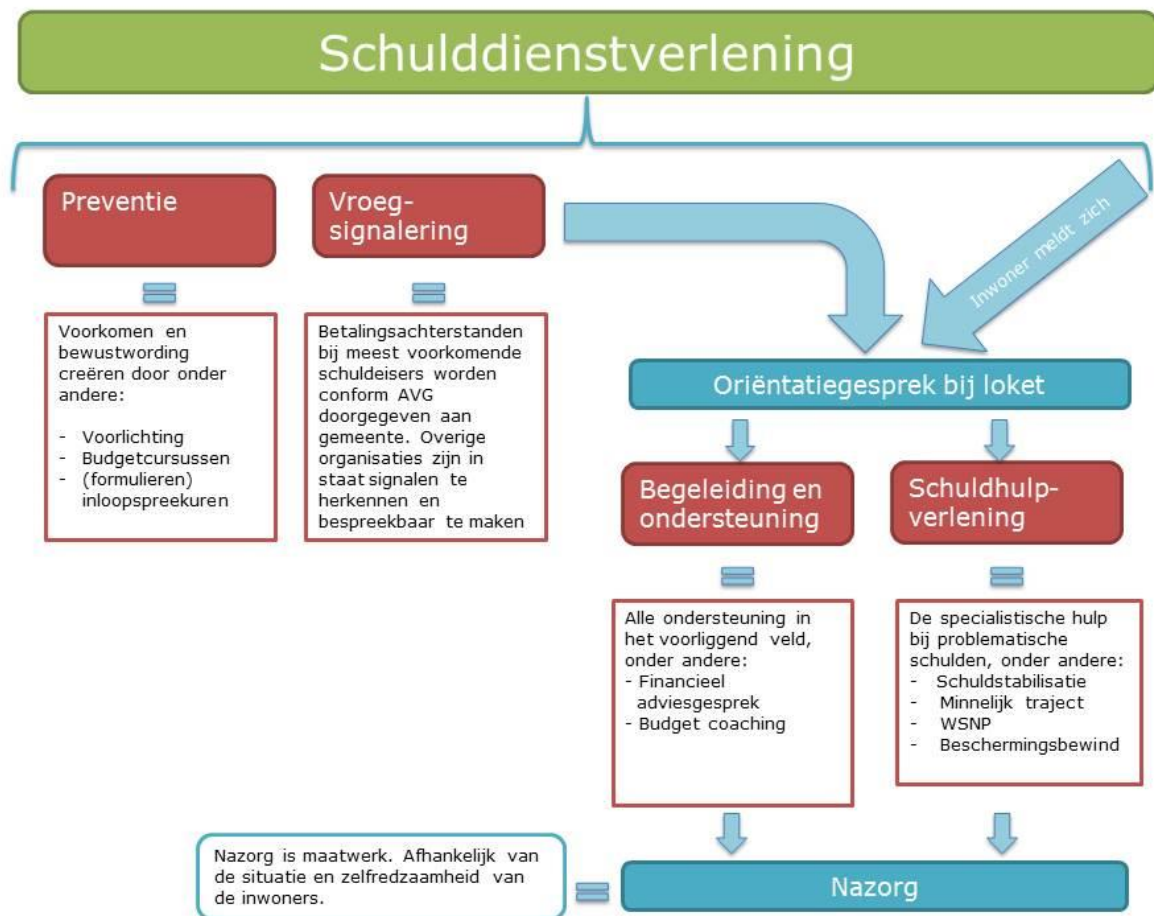 Schulddienstverlening
Preventie
Vroeg-
signalering
Inwoner meldt zich
Voorkomen en
bewustwording
creëren door onder
andere:
- Voorlichting
- Budgetcursussen
- (formulieren)
inloopspreekuren
Betalingsachterstanden
bij meest voorkomende
schuldeisers worden
conform AVG
doorgegeven aan
gemeente. Overige
organisaties zijn in
staat signalen te
herkennen en
bespreekbaar te maken
Oriëntatiegesprek bij loket
Begeleiding en
ondersteuning
Schuldhulp-
verlening
Alle ondersteuning in
het voorliggend veld,
onder andere:
- Financieel
adviesgesprek
- Budget coaching
De specialistische hulp
bij problematische
schulden, onder andere:
- Schuldstabilisatie
- Minnelijk traject
- WSNP
- Beschermingsbewind
Nazorg is maatwerk. Afhankelijk van
de situatie en zelfredzaamheid van
de inwoners.
Nazorg